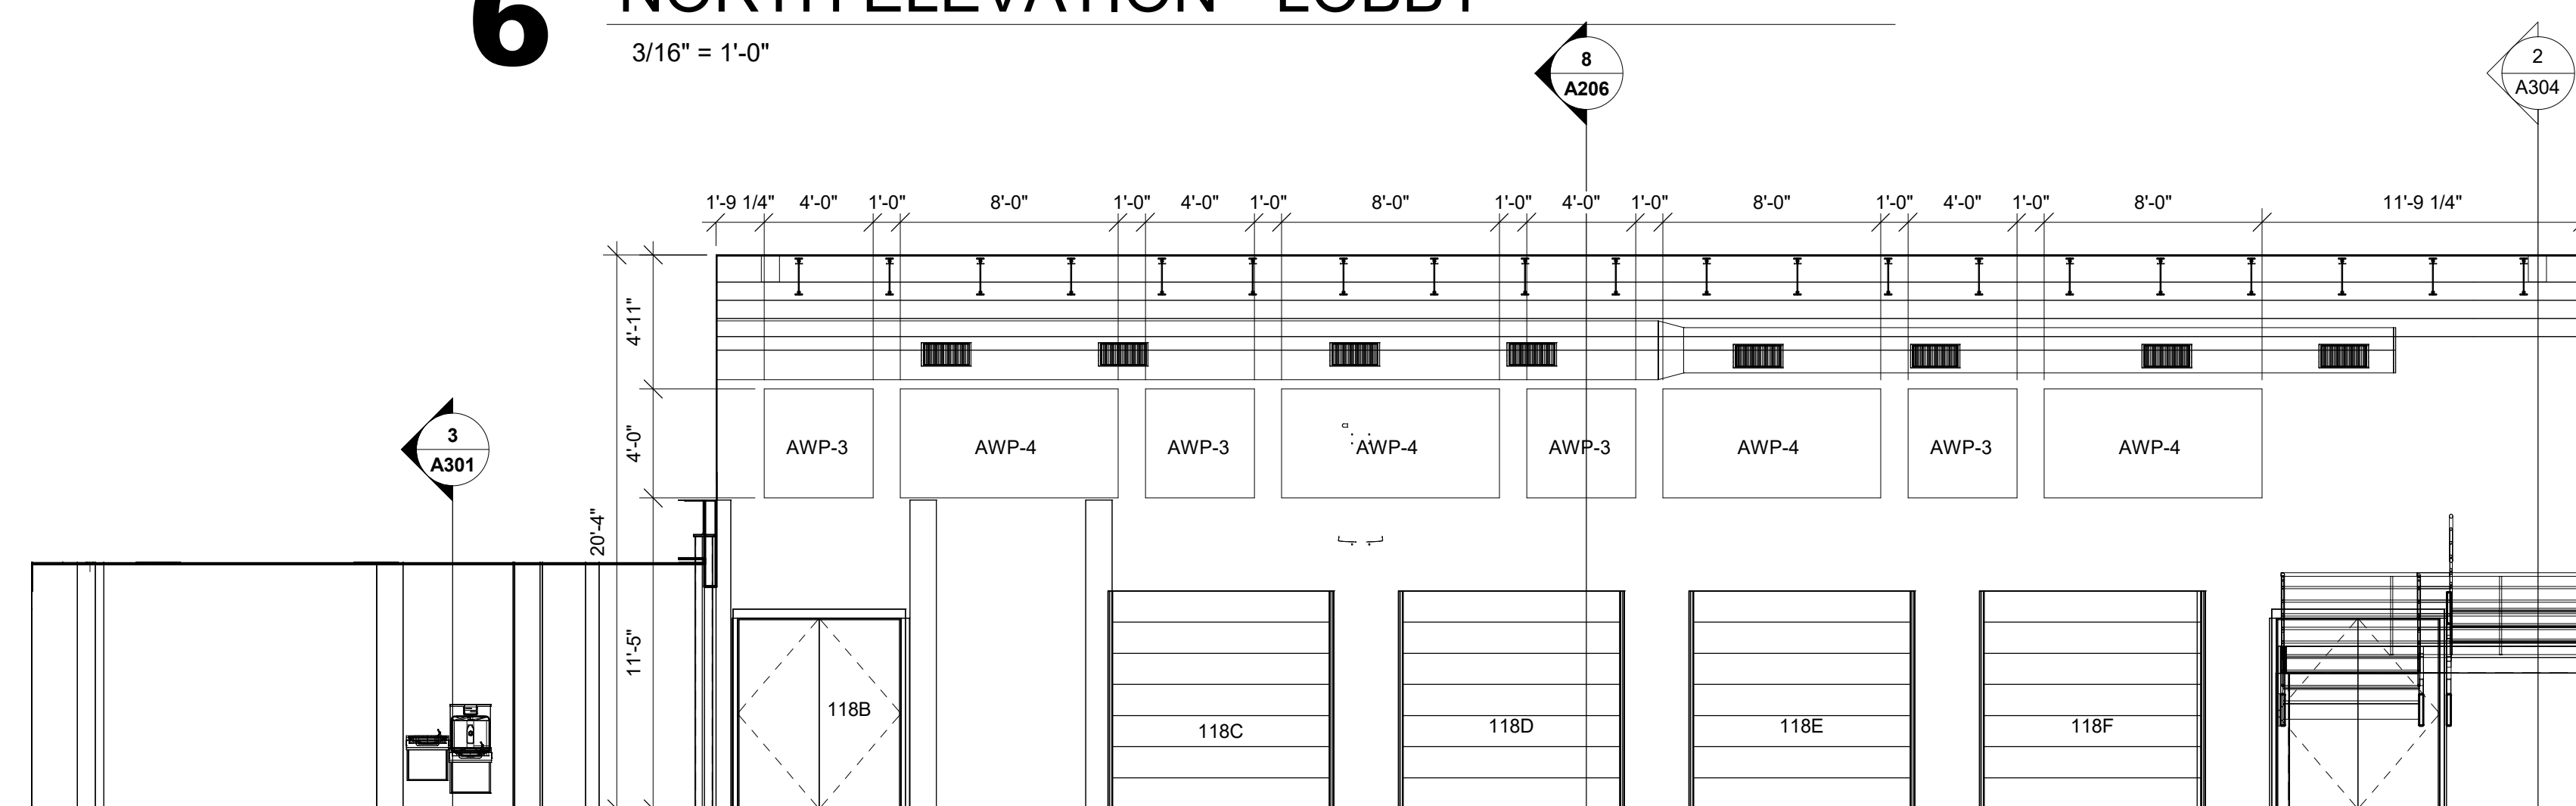 6 NORTH ELEVATION - LOBBY
3/16" = 1'-0"
8
A206
2
A304
1'-9 1/4" 4'-0" 1'-0" 8'-0" 1'-0" 4'-0" 1'-0" 8'-0" 1'-0" 4'-0" 1'-0" 8'-0" 1'-0" 4'-0" 1'-0" 8'-0" 11'-9 1/4"
4'-11"
4'-0"
20'-4"
11'-5"
3
A301
AWP-3 AWP-4 AWP-3 AWP-4 AWP-3 AWP-4 AWP-3 AWP-4
118B 118C 118D 118E 118F